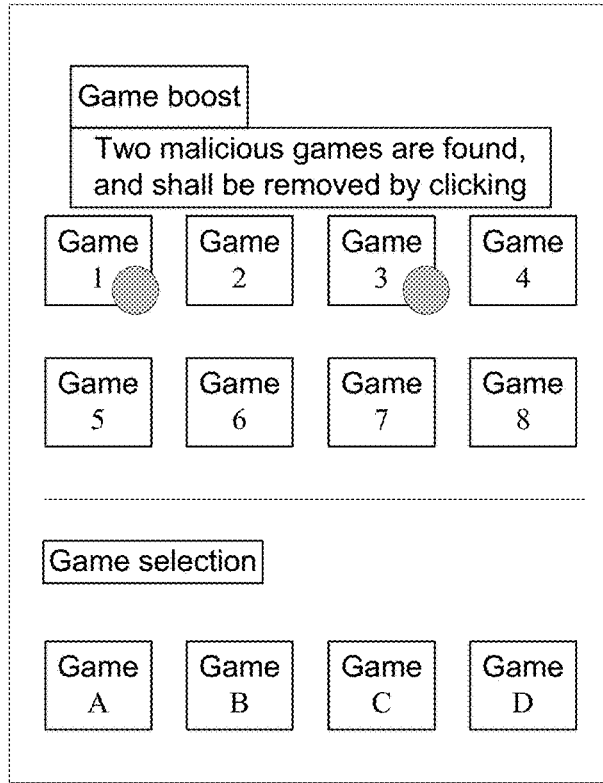 Game boost
Two malicious games are found,
and shall be removed by clicking
Game Game Game Game
1 2 3 4
Game Game Game Game
5 6 7 8
Game selection
Game Game Game Game
A B C D